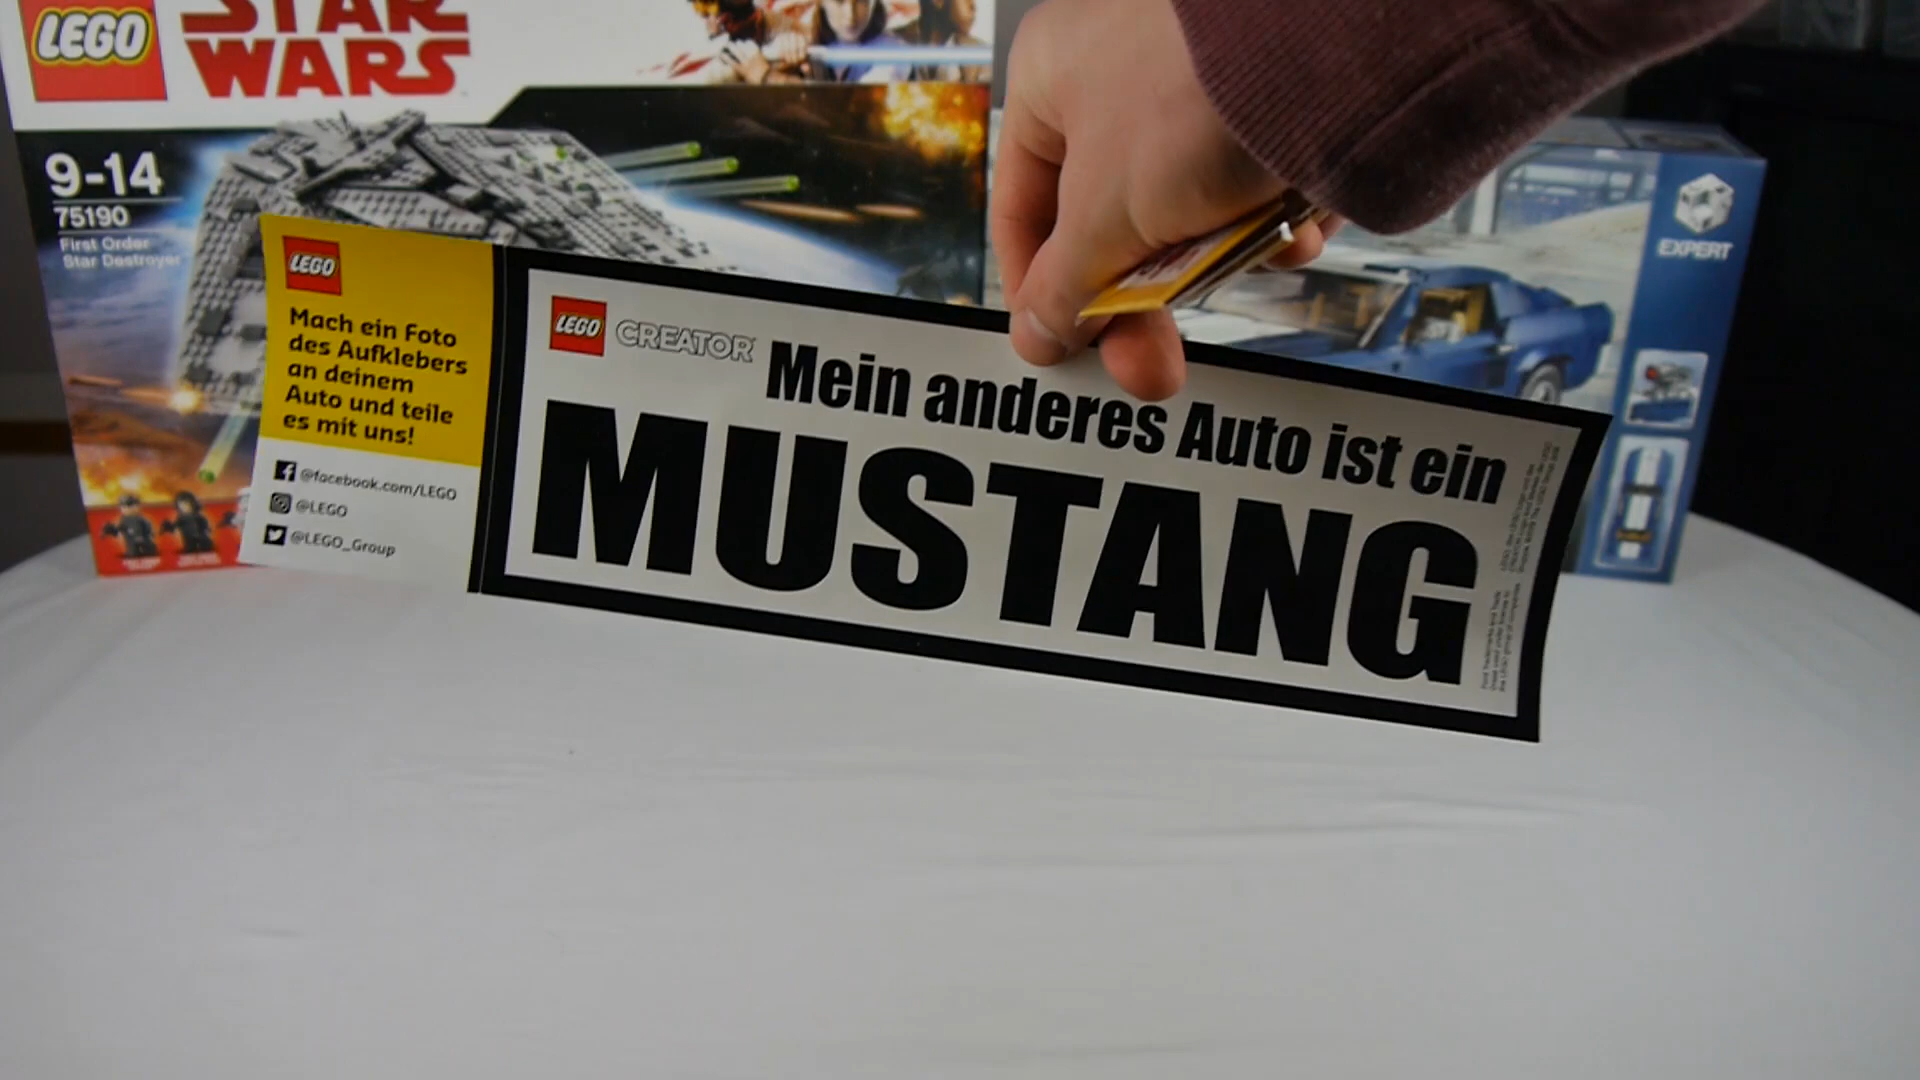 LEGO
STAR
WARS
9-14
75190
First Order
Star Destroyer
EXPERT
LEGO
Mach ein Foto
des Aufklebers
an deinem
Auto und teile
es mit uns!
@facebook.com/LEGO
@LEGO
@LEGO_Group
LEGO CREATOR
Mein anderes Auto ist ein
MUSTANG